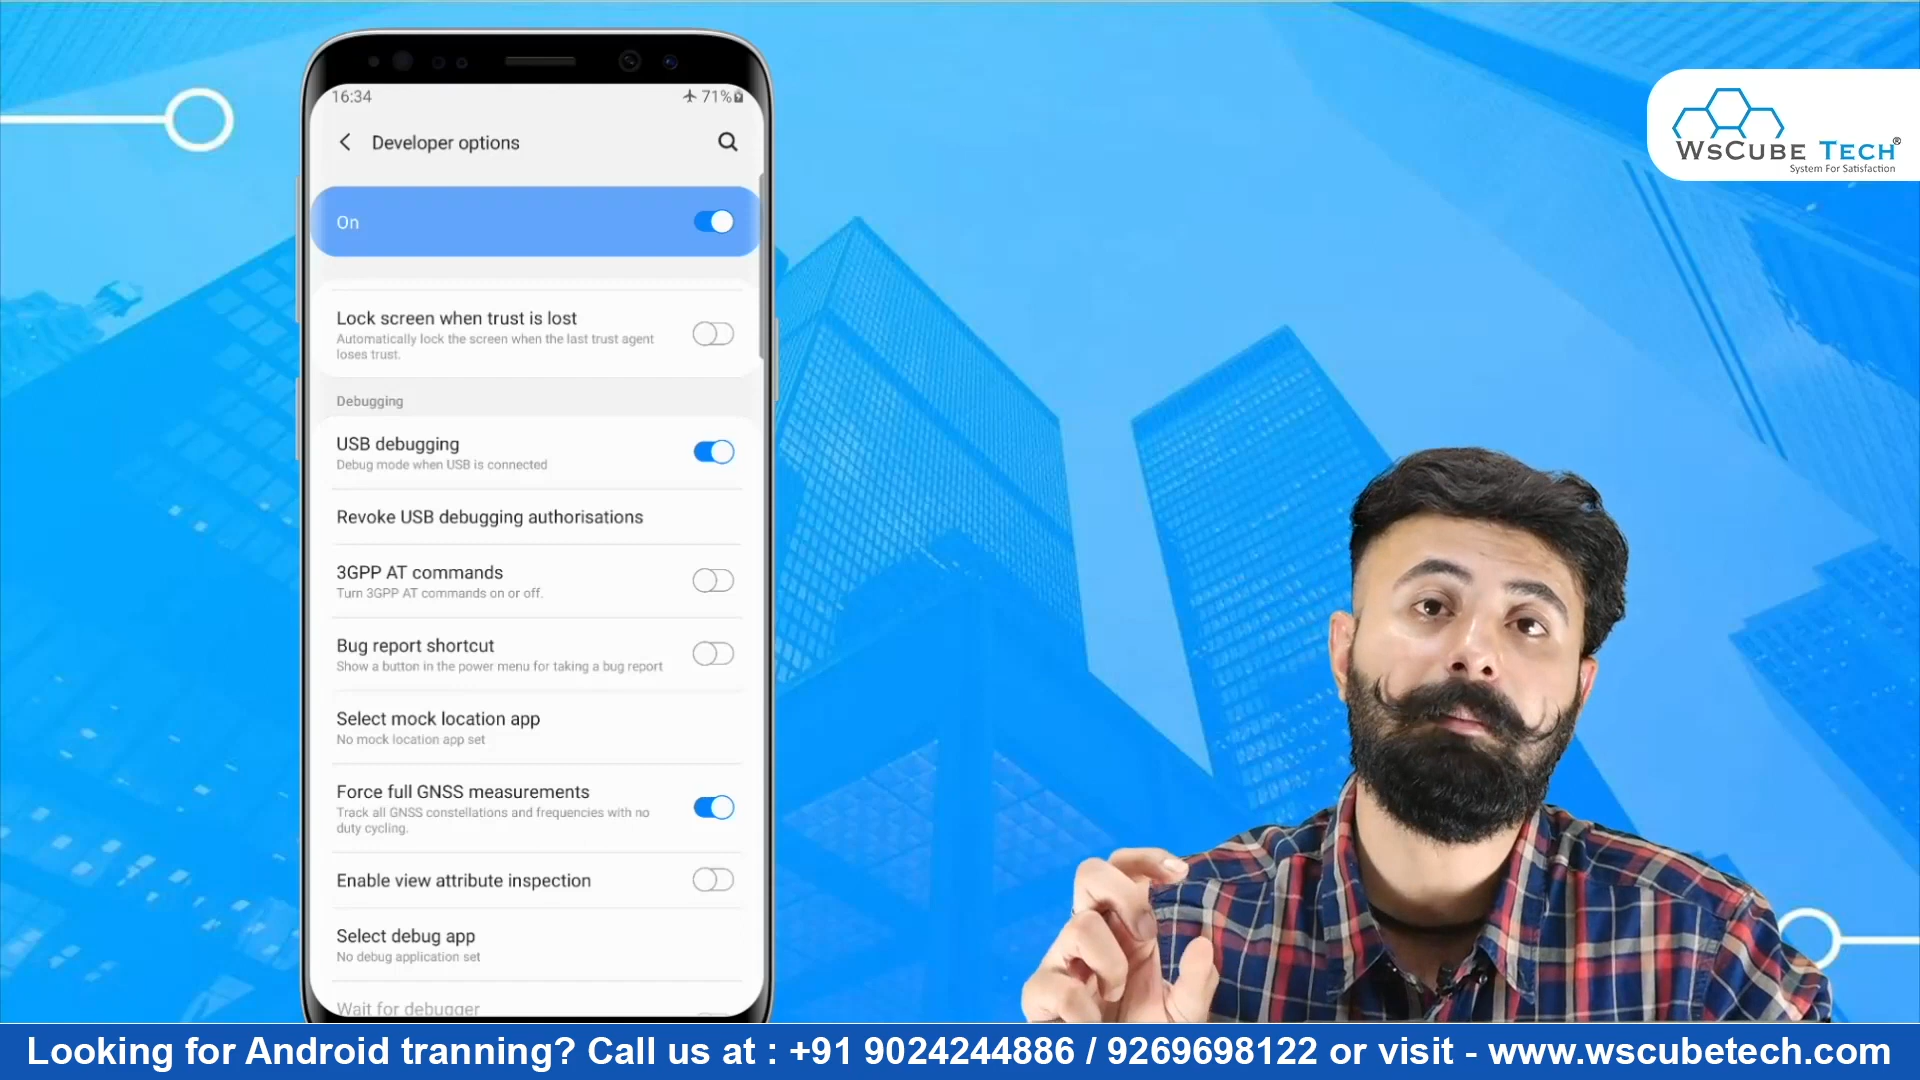 16:34
71%
Developer options
On
Lock screen when trust is lost
Automatically lock the screen when the last trust agent
loses trust.
Debugging
USB debugging
Debug mode when USB is connected
Revoke USB debugging authorisations
3GPP AT commands
Turn 3GPP AT commands on or off.
Bug report shortcut
Show a button in the power menu for taking a bug report
Select mock location app
No mock location app set
Force full GNSS measurements
Track all GNSS constellations and frequencies with no
duty cycling.
Enable view attribute inspection
Select debug app
No debug application set
Wait for debugger
WsCube Tech®
System For Satisfaction
Looking for Android tranning? Call us at : +91 9024244886 / 9269698122 or visit - www.wscubetech.com